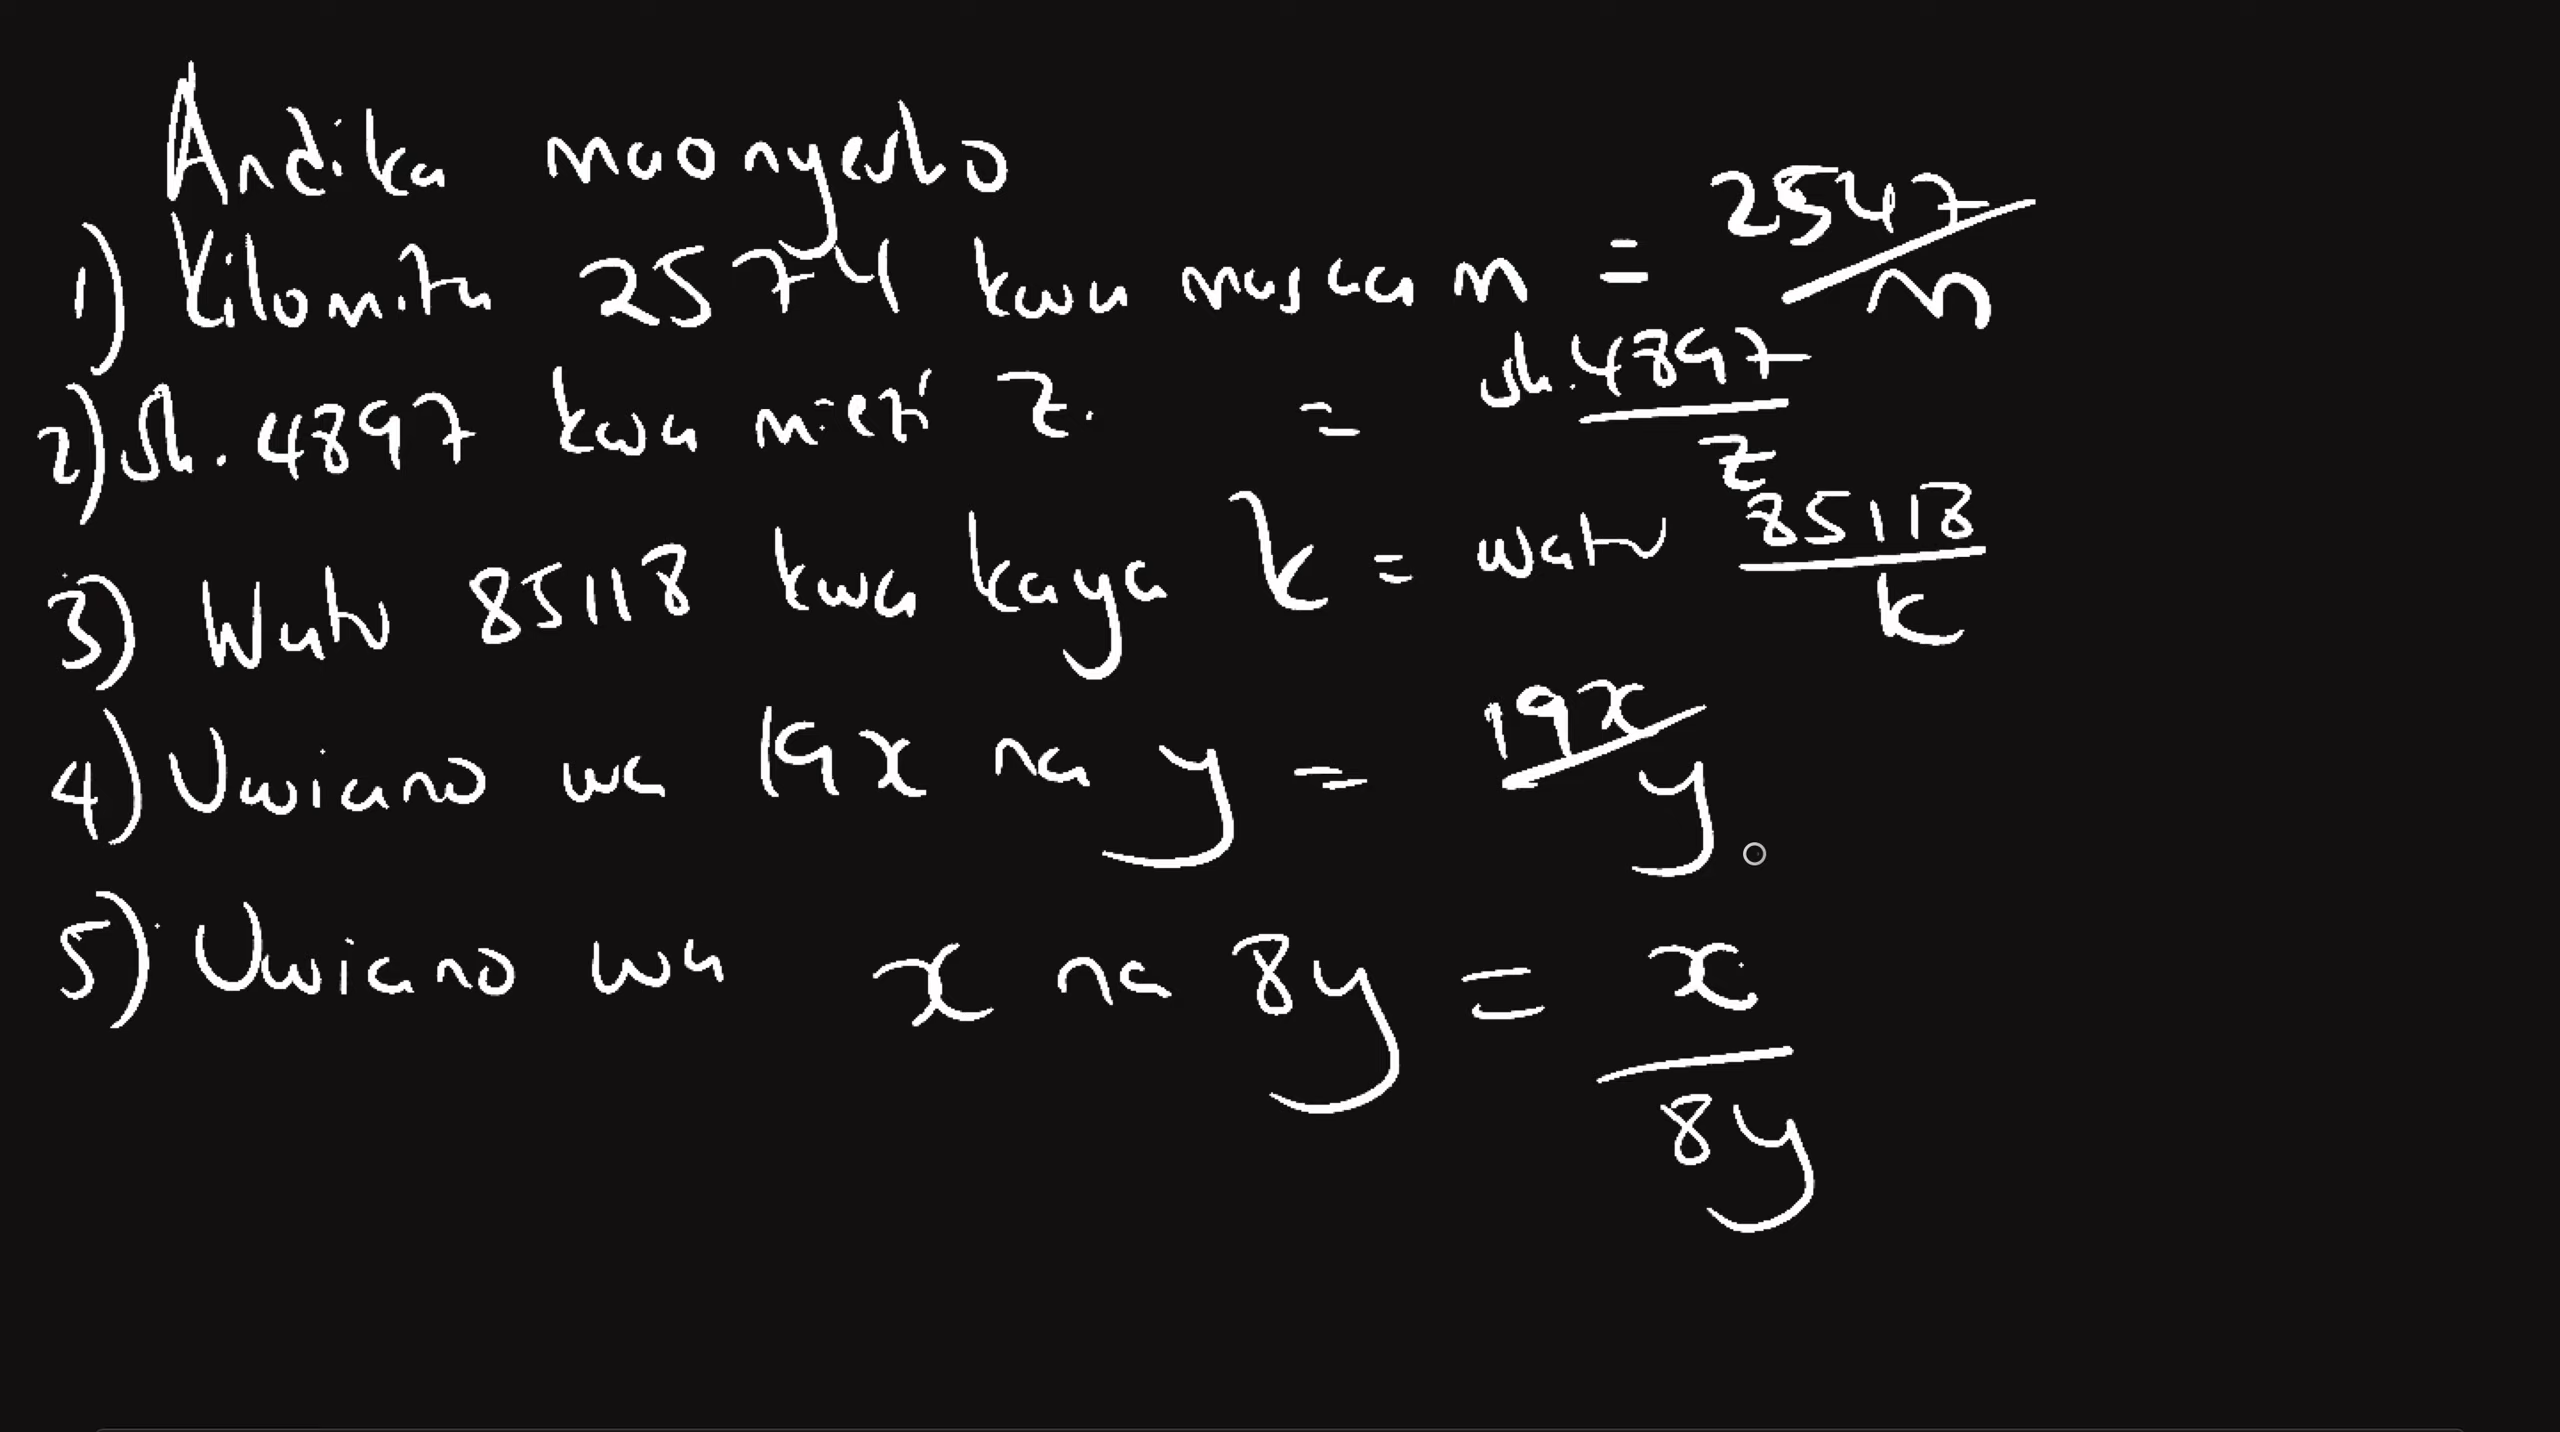 Andika maonyesho
1) Kilomita 2574 kwa masaa m = 2547/m
2) sh. 4897 kwa miezi z. = sh. 4897/z
3) Watu 85118 kwa kaya k = watu 85118/k
4) Uwiano wa 19x na y = 19x/y.
5) Uwiano wa x na 8y = x/8y